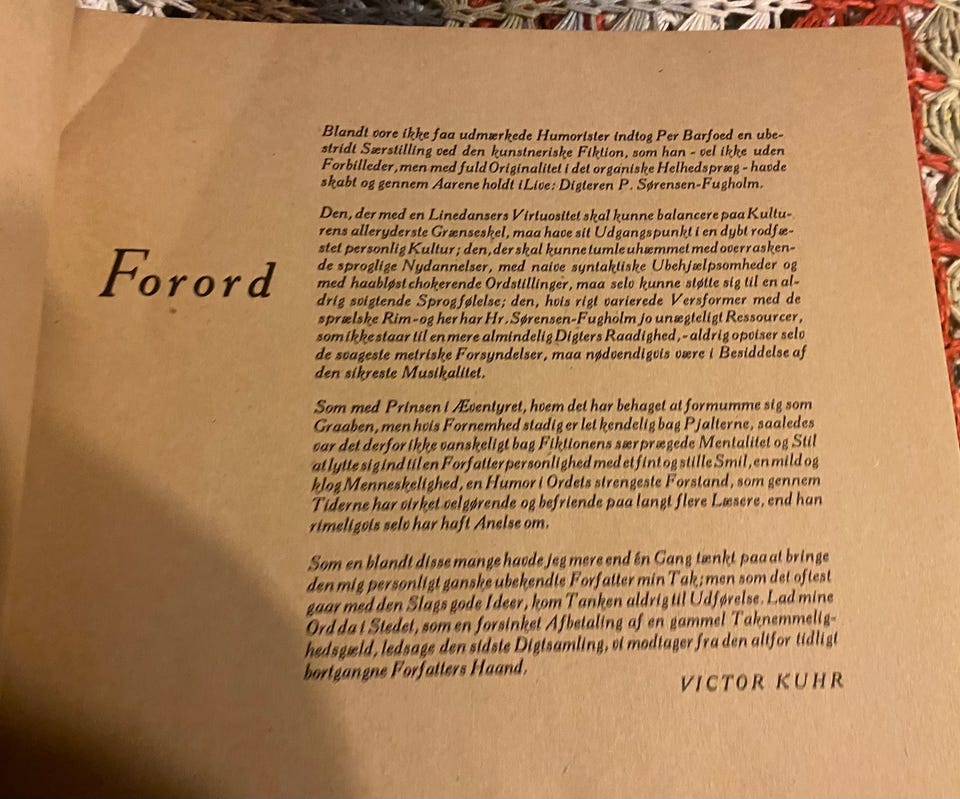 Forord
Blandt vore ikke faa udmærkede Humorister indtog Per Barfoed en ube-
stridt Særstilling ved den kunstneriske Fiktion, som han - vel ikke uden
Forbilleder, men med fuld Originalitet i det organiske Helhedspræg - havde
skabt og gennem Aarene holdt i Live: Digteren P. Sørensen-Fugholm.
Den, der med en Linedansers Virtuositet skal kunne balancere paa Kultu-
rens alleryderste Grænseskel, maa have sit Udgangspunkt i en dybt rodfæ-
stet personlig Kultur; den, der skal kunne tumle uhæmmet med overrasken-
de sproglige Nydannelser, med naive syntaktiske Ubehjælpsomheder og
med haabløst chokerende Ordstillinger, maa selv kunne støtte sig til en al-
drig svigtende Sprogfølelse; den, hvis rigt varierede Versformer med de
sprælske Rim - og her har Hr. Sørensen-Fugholm jo unægteligt Ressourcer,
som ikke staar til en mere almindelig Digters Raadighed, - aldrig opviser selv
de svageste metriske Forsyndelser, maa nødvendigvis være i Besiddelse af
den sikreste Musikalitet.
Som med Prinsen i Æventyret, hvem det har behaget at formumme sig som
Graaben, men hvis Fornemhed stadig er let kendelig bag Pjalterne, saaledes
var det derfor ikke vanskeligt bag Fiktionens særprægede Mentalitet og Stil
at lytte sig ind til en Forfatterpersonlighed med et fint og stille Smil, en mild og
klog Menneskelighed, en Humor i Ordets strengeste Forstand, som gennem
Tiderne har virket velgørende og befriende paa langt flere Læsere, end han
rimeligvis selv har haft Anelse om.
Som en blandt disse mange havde jeg mere end én Gang tænkt paa at bringe
den mig personligt ganske ubekendte Forfatter min Tak; men som det oftest
gaar med den Slags gode Ideer, kom Tanken aldrig til Udførelse. Lad mine
Ord da i Stedet, som en forsinket Afbetaling af en gammel Taknemmelig-
hedsgæld, ledsage den sidste Digtsamling, vi modtager fra den altfor tidligt
bortgangne Forfatters Haand.
VICTOR KUHR